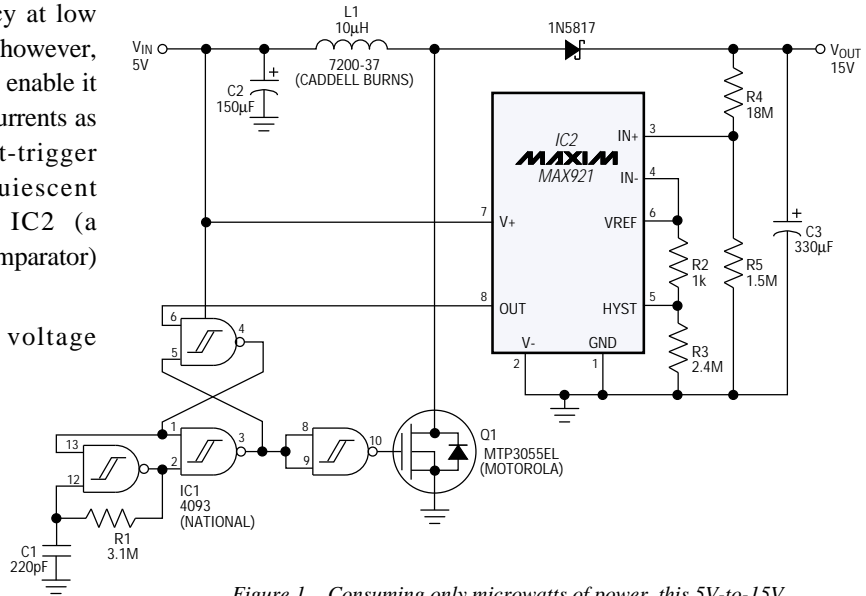 cy at low
however,
enable it
urrents as
t-trigger
uiescent
IC2 (a
mparator)
voltage
VIN
5V
L1
10µH
7200-37
(CADDELL BURNS)
C2
150µF
+
1N5817
VOUT
15V
R4
18M
IC2
MAXIM
MAX921
IN+
3
IN-
4
7
V+
VREF
6
+
C3
330µF
R2
1k
R5
1.5M
8
OUT
HYST
5
R3
2.4M
V-
GND
2
1
6
4
5
13
1
3
8
10
12
2
9
Q1
MTP3055EL
(MOTOROLA)
IC1
4093
(NATIONAL)
R1
3.1M
C1
220pF
Figure 1. Consuming only microwatts of power, this 5V-to-15V